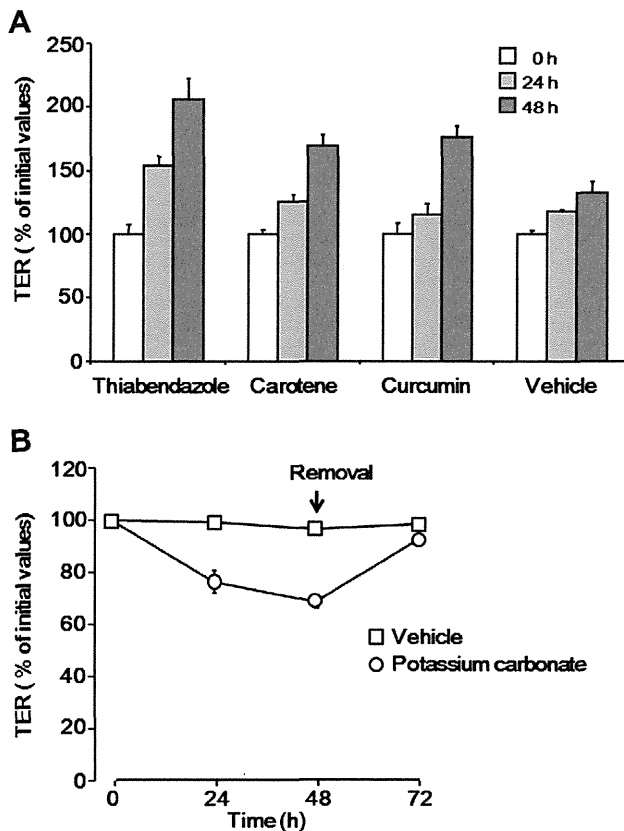 A
TER ( % of initial values)
250
200
150
100
50
0
0 h
24 h
48 h
Thiabendazole
Carotene
Curcumin
Vehicle
B
TER ( % of initial values)
120
100
80
60
40
20
0
Removal
Vehicle
Potassium carbonate
0
24
48
72
Time (h)